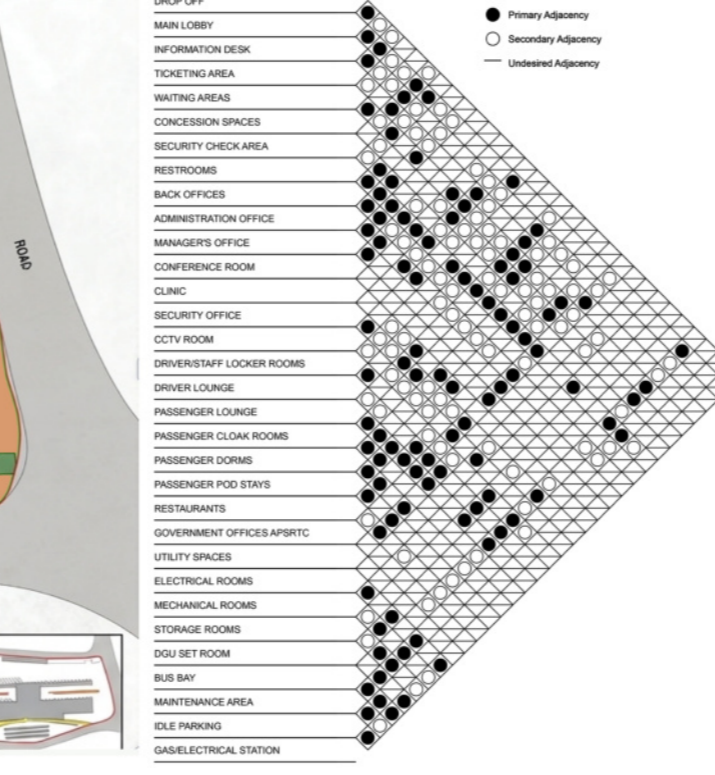 DROP OFF
MAIN LOBBY
INFORMATION DESK
TICKETING AREA
WAITING AREAS
CONCESSION SPACES
SECURITY CHECK AREA
RESTROOMS
BACK OFFICES
ADMINISTRATION OFFICE
MANAGER'S OFFICE
CONFERENCE ROOM
CLINIC
SECURITY OFFICE
CCTV ROOM
DRIVER/STAFF LOCKER ROOMS
DRIVER LOUNGE
PASSENGER LOUNGE
PASSENGER CLOAK ROOMS
PASSENGER DORMS
PASSENGER POD STAYS
RESTAURANTS
GOVERNMENT OFFICES APSRTC
UTILITY SPACES
ELECTRICAL ROOMS
MECHANICAL ROOMS
STORAGE ROOMS
DGU SET ROOM
BUS BAY
MAINTENANCE AREA
IDLE PARKING
GAS/ELECTRICAL STATION
Primary Adjacency
Secondary Adjacency
Undesired Adjacency
ROAD